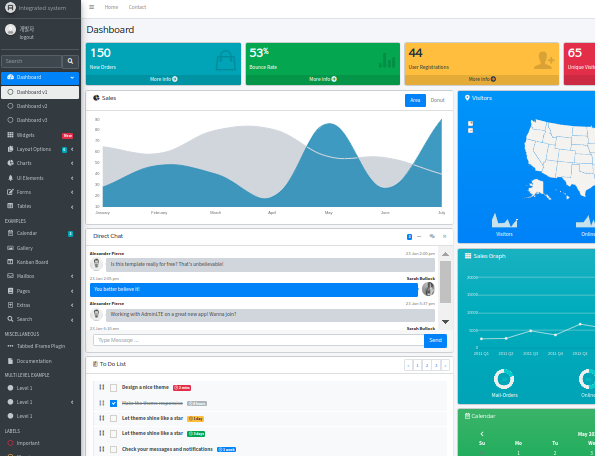 Integrated system
Home
Contact
개발자
logout
Search
Dashboard
Dashboard v1
Dashboard v2
Dashboard v3
Widgets
New
Layout Options
Charts
UI Elements
Forms
Tables
EXAMPLES
Calendar
2
Gallery
Kanban Board
Mailbox
Pages
Extras
Search
MISCELLANEOUS
Tabbed IFrame Plugin
Documentation
MULTI LEVEL EXAMPLE
Level 1
Level 1
Level 1
LABELS
Important
Dashboard
150
New Orders
More info
53%
Bounce Rate
More info
44
User Registrations
More info
65
Unique Visit
Sales
Area
Donut
90
80
70
60
50
40
30
20
10
January
February
March
April
May
June
July
Direct Chat
Alexander Pierce
23 Jan 2:00 pm
Is this template really for free? That's unbelievable!
23 Jan 2:05 pm
Sarah Bullock
You better believe it!
Alexander Pierce
23 Jan 5:37 pm
Working with AdminLTE on a great new app! Wanna join?
23 Jan 6:10 pm
Sarah Bullock
Type Message ...
Send
To Do List
« 1 2 3 »
Design a nice theme
2 mins
Make the theme responsive
4 hours
Let theme shine like a star
1 day
Let theme shine like a star
3 days
Check your messages and notifications
1 week
Visitors
Visitors
Online
Sales Graph
20000
15000
10000
5000
0
2011 Q1
2011 Q2
2011 Q3
2011 Q4
2012 Q1
Mail-Orders
Online
Calendar
May 20
Su
Mo
Tu
We
1
2
3